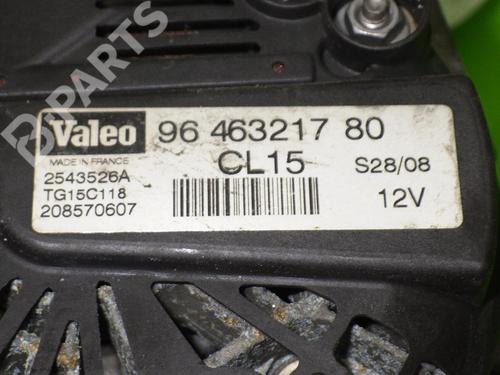 B-PARTS
Valeo 96 463217 80
MADE IN FRANCE CL15 S28/08
2543526A
TG15C118 12V
208570607